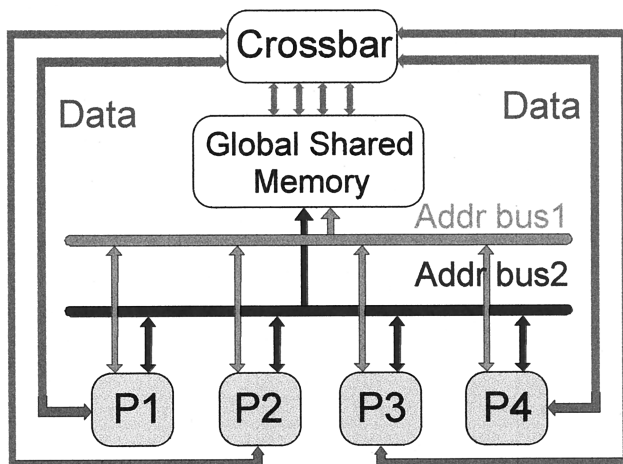 Crossbar
Data
Data
Global Shared
Memory
Addr bus1
Addr bus2
P1
P2
P3
P4